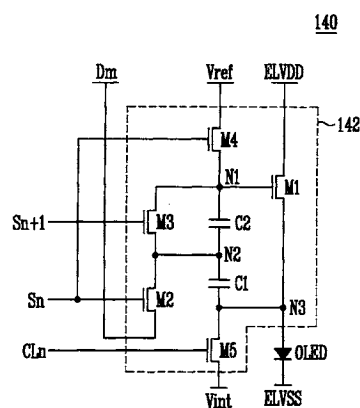 140
Dm Vref ELVDD
142
M4
N1 M1
Sn+1 M3 C2
N2
Sn M2 C1
N3
CLn M5 OLED
Vint ELVSS